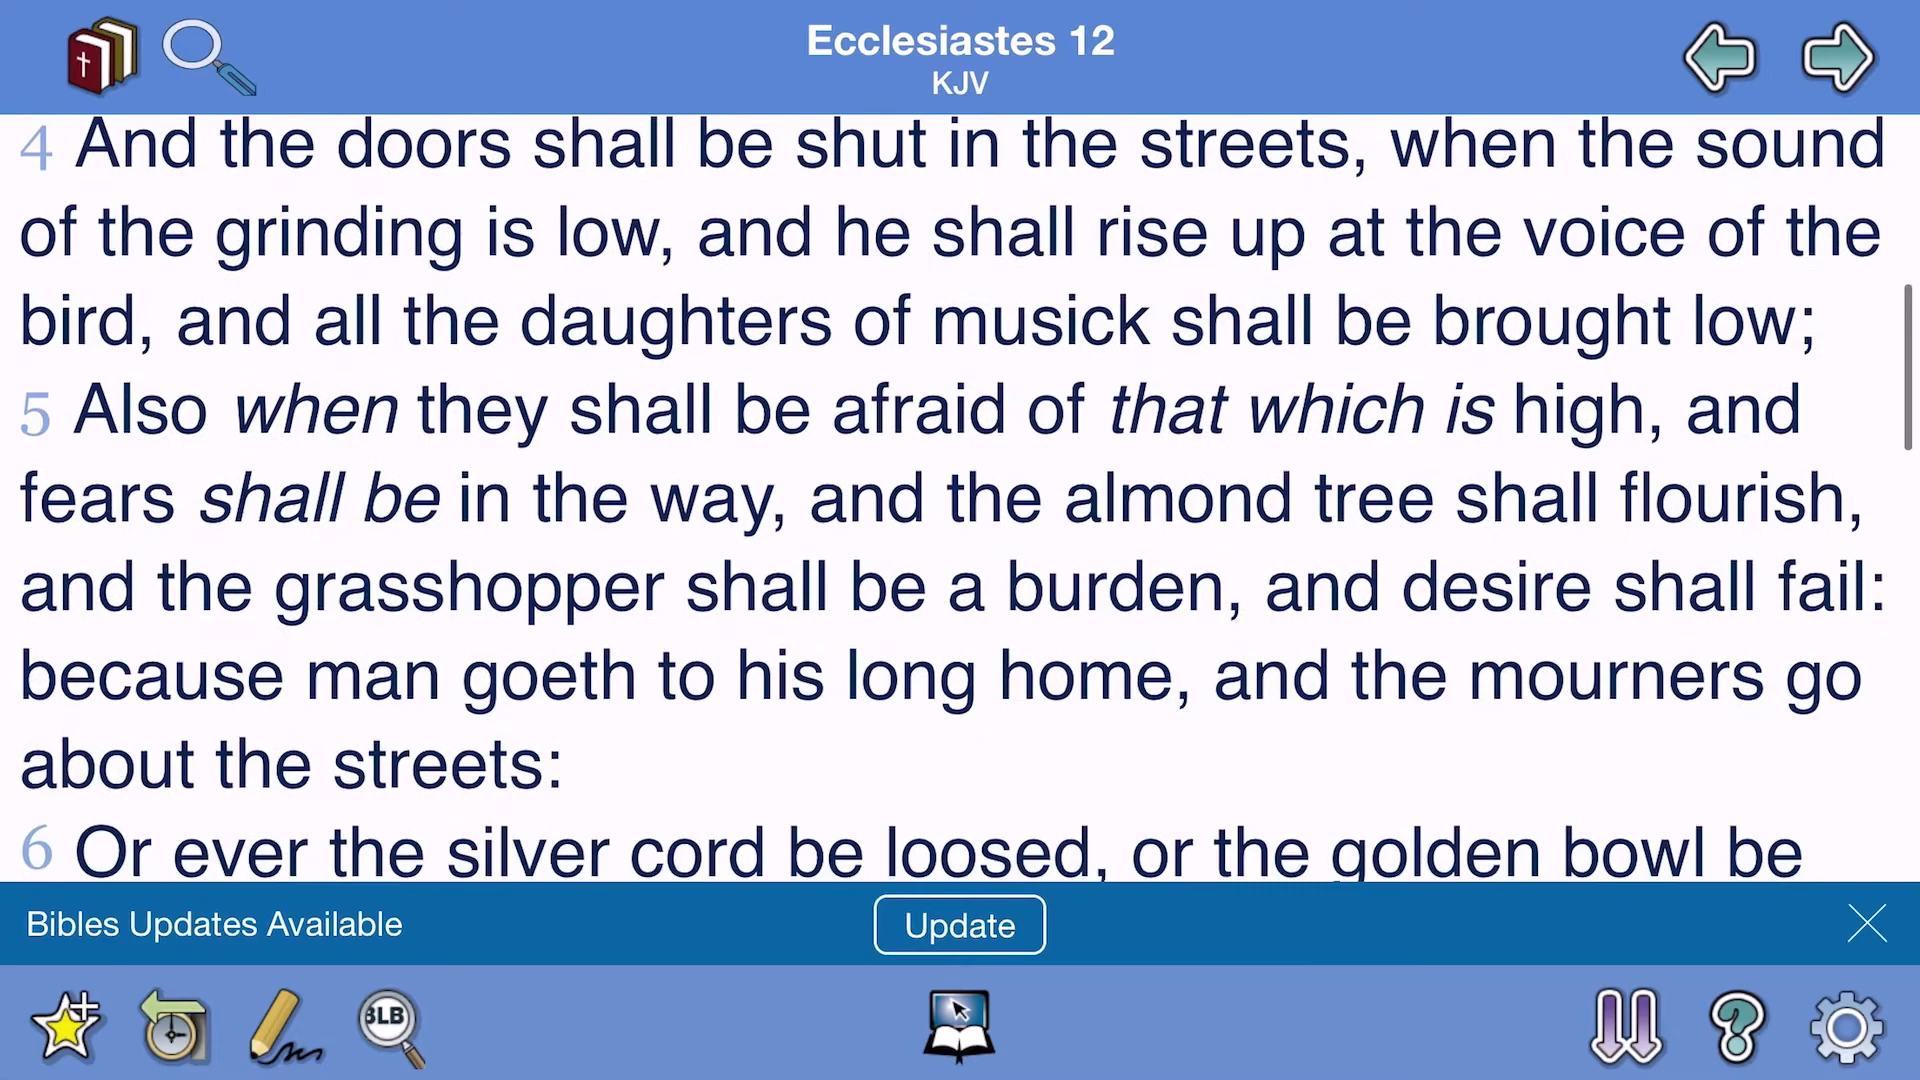 Ecclesiastes 12
KJV
4 And the doors shall be shut in the streets, when the sound
of the grinding is low, and he shall rise up at the voice of the
bird, and all the daughters of musick shall be brought low;
5 Also when they shall be afraid of that which is high, and
fears shall be in the way, and the almond tree shall flourish,
and the grasshopper shall be a burden, and desire shall fail:
because man goeth to his long home, and the mourners go
about the streets:
6 Or ever the silver cord be loosed, or the golden bowl be
Bibles Updates Available
Update
BLB